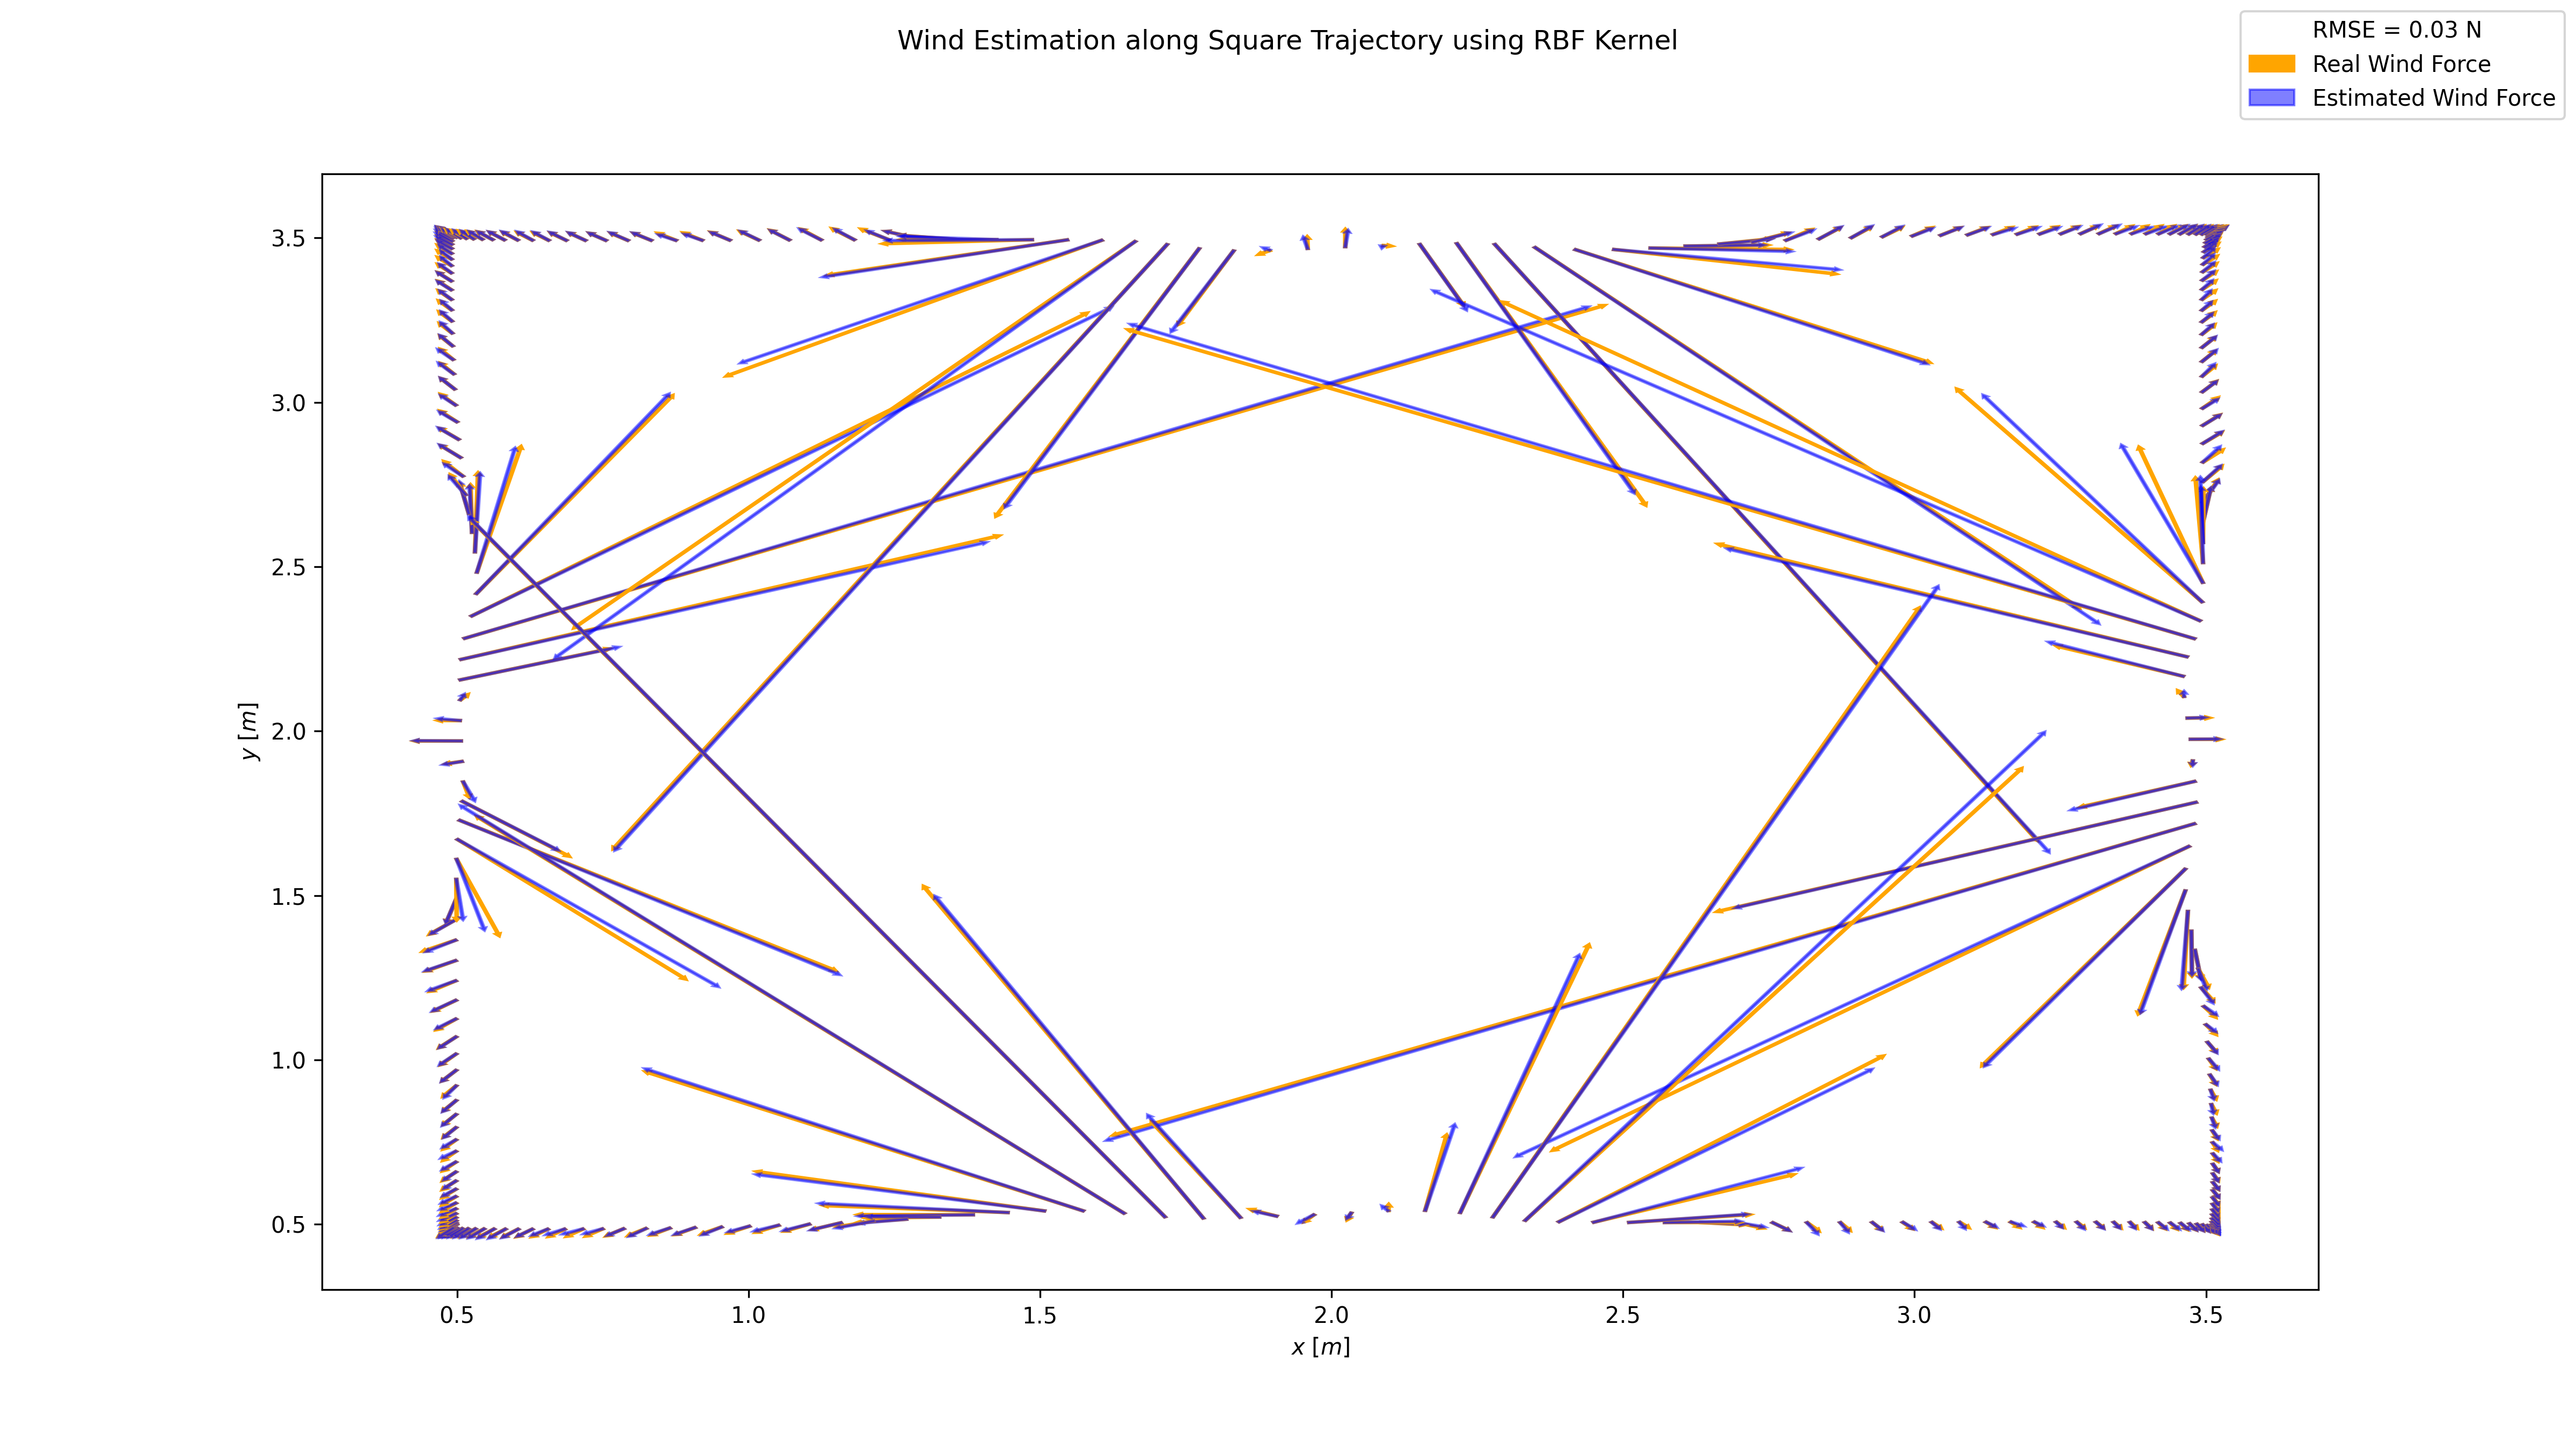 Wind Estimation along Square Trajectory using RBF Kernel
RMSE = 0.03 N
Real Wind Force
Estimated Wind Force
3.5
3.0
2.5
2.0
1.5
1.0
0.5
y [m]
0.5 1.0 1.5 2.0 2.5 3.0 3.5
x [m]